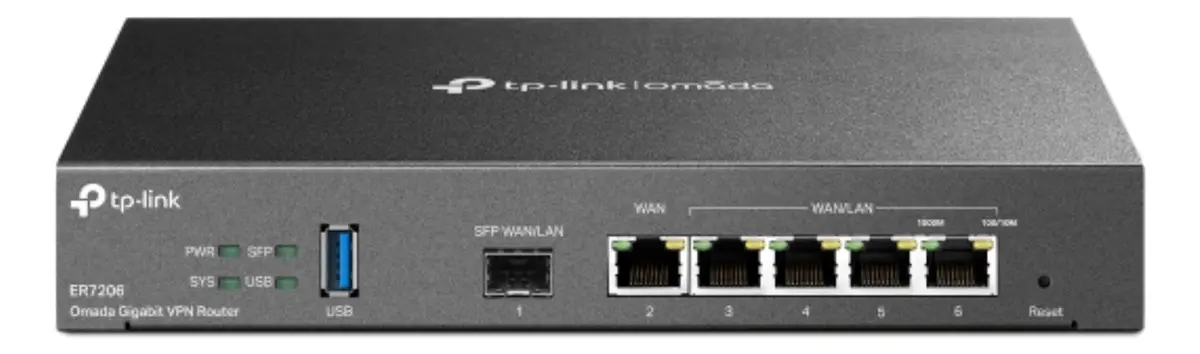 tp-link | omada
tp-link
WAN
WAN/LAN
1000M
100/10M
SFP WAN/LAN
PWR
SFP
SYS
USB
ER7206
Omada Gigabit VPN Router
USB
1
2
3
4
5
6
Reset